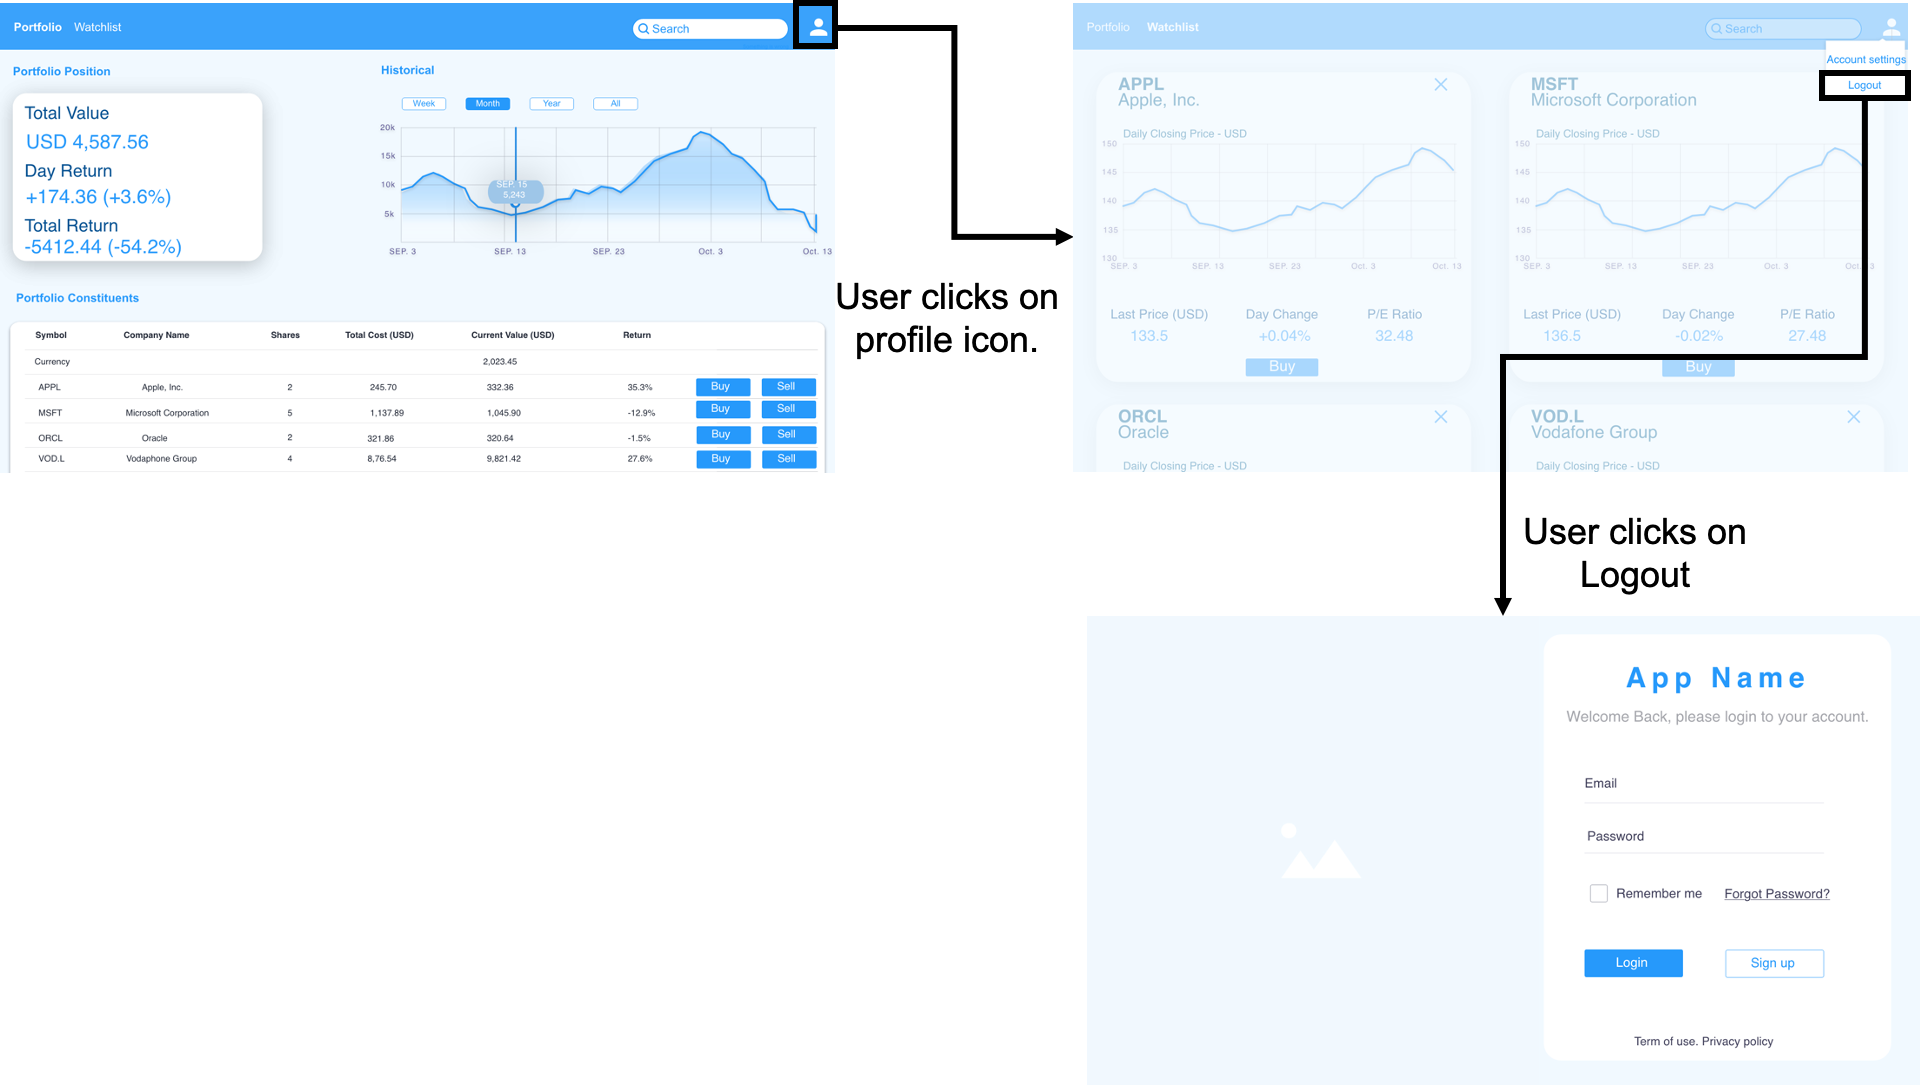 Portfolio Watchlist
Search
Portfolio Position
Total Value
USD 4,587.56
Day Return
+174.36 (+3.6%)
Total Return
-5412.44 (-54.2%)
Historical
Week Month Year All
20k
15k
10k
5k
SEP. 15
5,243
SEP. 3 SEP. 13 SEP. 23 Oct. 3 Oct. 13
Portfolio Constituents
Symbol Company Name Shares Total Cost (USD) Current Value (USD) Return
Currency 2,023.45
APPL Apple, Inc. 2 245.70 332.36 35.3% Buy Sell
MSFT Microsoft Corporation 5 1,137.89 1,045.90 -12.9% Buy Sell
ORCL Oracle 2 321.86 320.64 -1.5% Buy Sell
VOD.L Vodaphone Group 4 8,76.54 9,821.42 27.6% Buy Sell
User clicks on
profile icon.
Portfolio Watchlist
Search
Account settings
Logout
APPL
Apple, Inc.
Daily Closing Price - USD
150
145
140
135
130
SEP. 3 SEP. 13 SEP. 23 Oct. 3 Oct. 13
Last Price (USD) Day Change P/E Ratio
133.5 +0.04% 32.48
Buy
MSFT
Microsoft Corporation
Daily Closing Price - USD
150
145
140
135
130
SEP. 3 SEP. 13 SEP. 23 Oct. 3 Oct. 13
Last Price (USD) Day Change P/E Ratio
136.5 -0.02% 27.48
Buy
ORCL
Oracle
Daily Closing Price - USD
VOD.L
Vodafone Group
Daily Closing Price - USD
User clicks on
Logout
App Name
Welcome Back, please login to your account.
Email
Password
Remember me Forgot Password?
Login Sign up
Term of use. Privacy policy